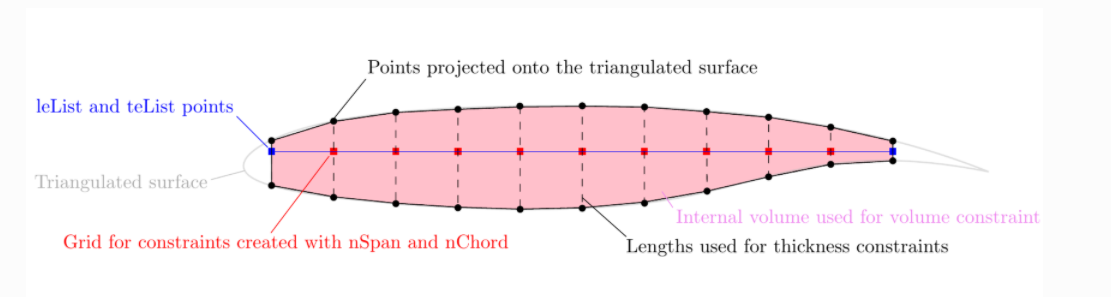 Points projected onto the triangulated surface
leList and teList points
Triangulated surface
Internal volume used for volume constraint
Grid for constraints created with nSpan and nChord
Lengths used for thickness constraints